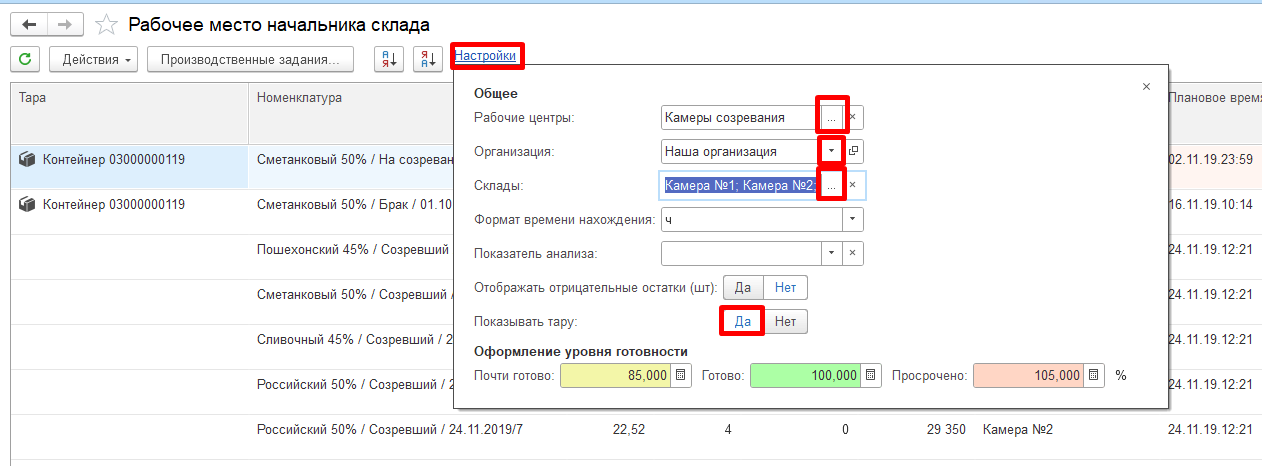 Рабочее место начальника склада
Действия Производственные задания... Настройки
Тара Номенклатура Плановое врем
Контейнер 03000000119 Сметанковый 50% / На созреван 02.11.19.23:59
Контейнер 03000000119 Сметанковый 50% / Брак / 01.10 16.11.19.10:14
Пошехонский 45% / Созревший 24.11.19.12:21
Сметанковый 50% / Созревший / 24.11.19.12:21
Сливочный 45% / Созревший / 2 24.11.19.12:21
Российский 50% / Созревший / 2 24.11.19.12:21
Российский 50% / Созревший / 24.11.2019/7 22,52 4 0 29 350 Камера №2 24.11.19.12:21
Общее
Рабочие центры: Камеры созревания ...
Организация: Наша организация
Склады: Камера №1; Камера №2; ...
Формат времени нахождения: ч
Показатель анализа:
Отображать отрицательные остатки (шт): Да Нет
Показывать тару: Да Нет
Оформление уровня готовности
Почти готово: 85,000 Готово: 100,000 Просрочено: 105,000 %